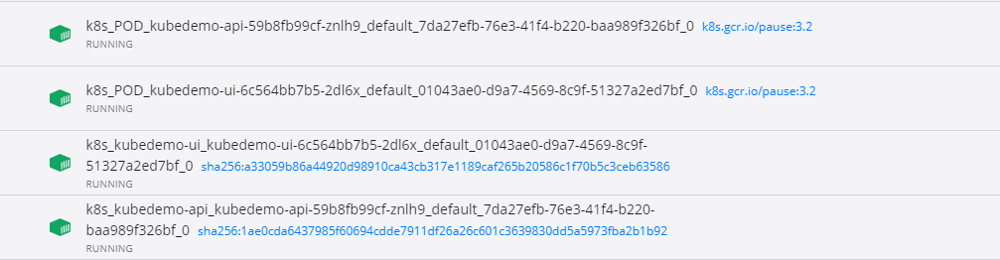 k8s_POD_kubedemo-api-59b8fb99cf-znlh9_default_7da27efb-76e3-41f4-b220-baa989f326bf_0 k8s.gcr.io/pause:3.2
RUNNING
k8s_POD_kubedemo-ui-6c564bb7b5-2dl6x_default_01043ae0-d9a7-4569-8c9f-51327a2ed7bf_0 k8s.gcr.io/pause:3.2
RUNNING
k8s_kubedemo-ui_kubedemo-ui-6c564bb7b5-2dl6x_default_01043ae0-d9a7-4569-8c9f-
51327a2ed7bf_0 sha256:a33059b86a44920d98910ca43cb317e1189caf265b20586c1f70b5c3ceb63586
RUNNING
k8s_kubedemo-api_kubedemo-api-59b8fb99cf-znlh9_default_7da27efb-76e3-41f4-b220-
baa989f326bf_0 sha256:1ae0cda6437985f60694cdde7911df26a26c601c3639830dd5a5973fba2b1b92
RUNNING